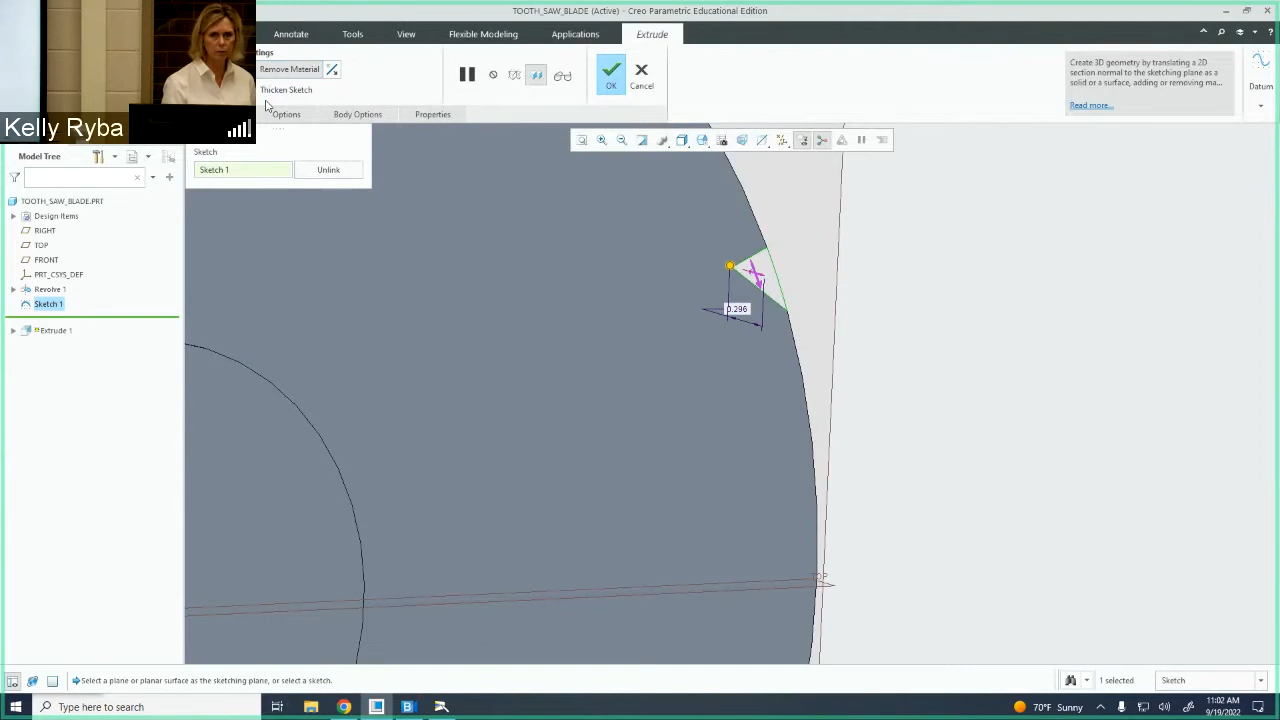 TOOTH_SAW_BLADE (Active) - Creo Parametric Educational Edition
Annotate Tools View Flexible Modeling Applications Extrude
Remove Material
Thicken Sketch
OK Cancel
Options Body Options Properties
Create 3D geometry by translating a 2D
section normal to the sketching plane as a
solid or a surface, adding or removing ma...
Read more...
Datum
Kelly Ryba
Model Tree
Sketch
Sketch 1 Unlink
TOOTH_SAW_BLADE.PRT
Design Items
RIGHT
TOP
FRONT
PRT_CSYS_DEF
Revolve 1
Sketch 1
Extrude 1
0.296
TOP
Select a plane or planar surface as the sketching plane, or select a sketch.
1 selected Sketch
Type here to search
70°F Sunny
11:02 AM
9/19/2022